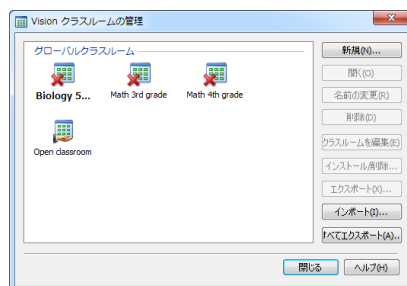 Vision クラスルームの管理
グローバルクラスルーム
Biology 5...
Math 3rd grade
Math 4th grade
Open classroom
新規(N)...
開く(O)
名前の変更(R)
削除(D)
クラスルームを編集(E)
インストール/削除...
エクスポート(X)...
インポート(I)...
すべてエクスポート(A)...
閉じる
ヘルプ(H)